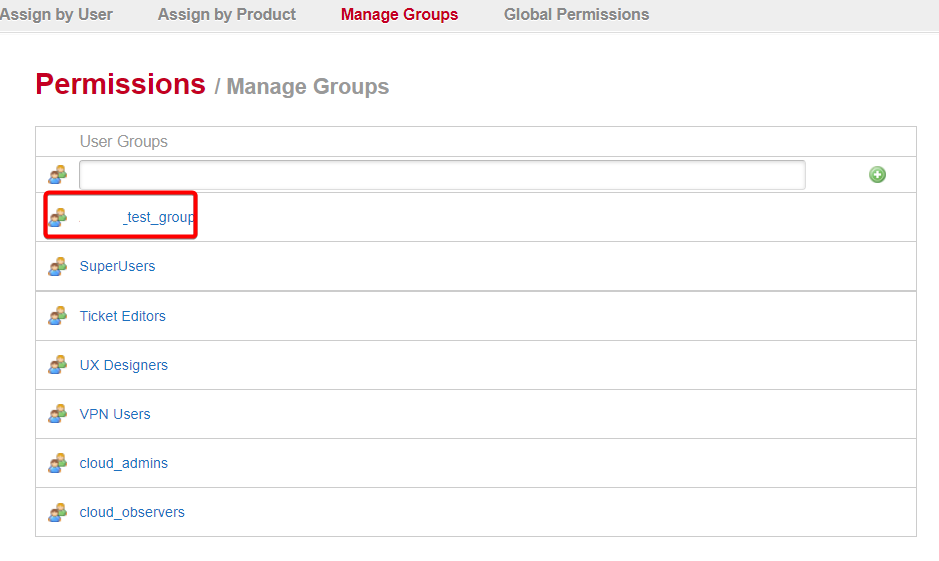 Assign by User Assign by Product Manage Groups Global Permissions
Permissions / Manage Groups
User Groups
_test_group
SuperUsers
Ticket Editors
UX Designers
VPN Users
cloud_admins
cloud_observers